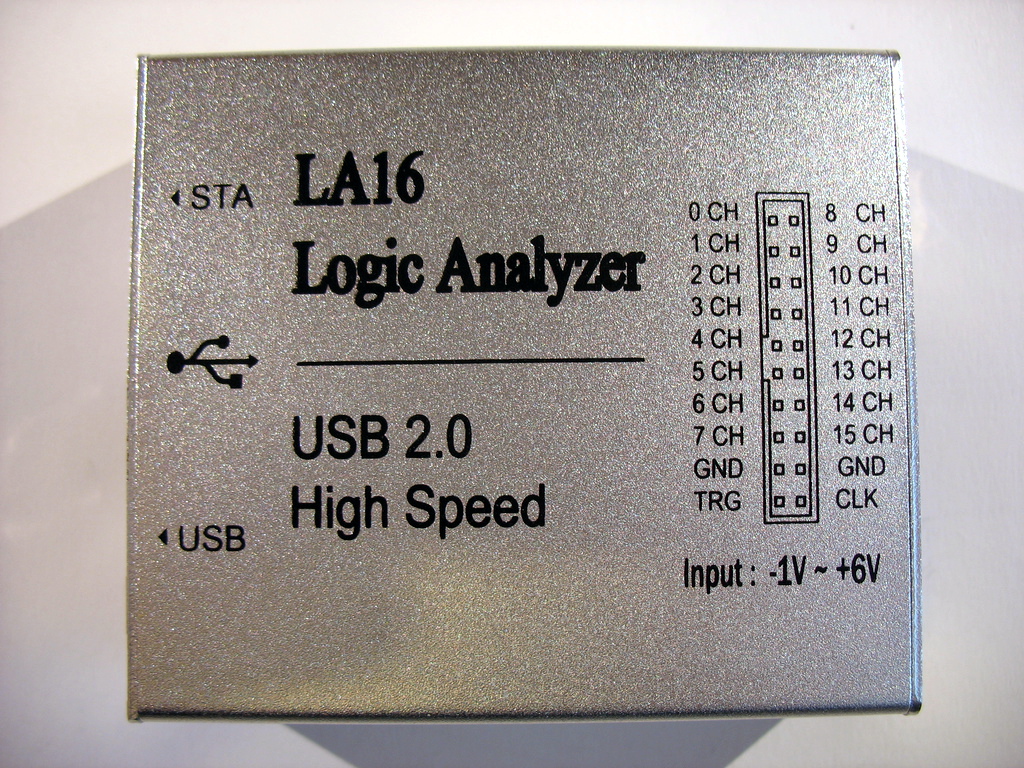 STA
LA16
Logic Analyzer
USB 2.0
High Speed
USB
0 CH 8 CH
1 CH 9 CH
2 CH 10 CH
3 CH 11 CH
4 CH 12 CH
5 CH 13 CH
6 CH 14 CH
7 CH 15 CH
GND GND
TRG CLK
Input : -1V ~ +6V